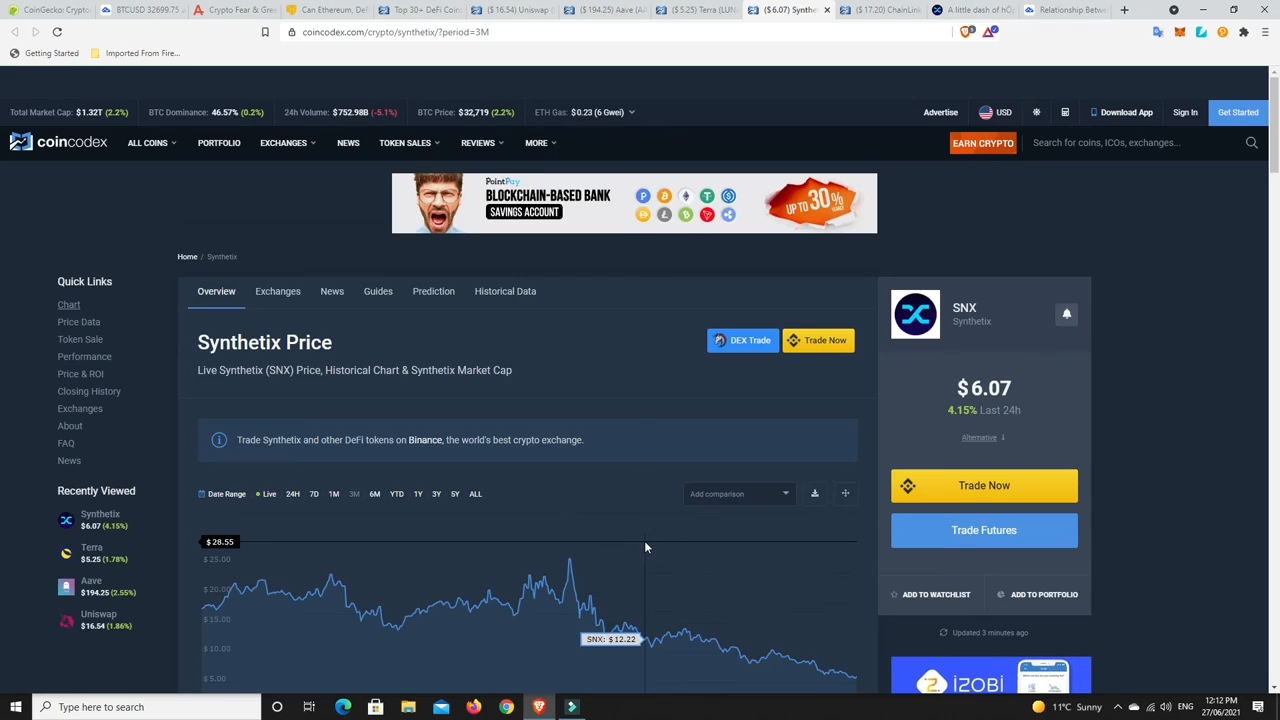 CoinGecko: Crypto
BTCUSD 32699.75
Crypto Fear & Gre
Can Ethereum, De
Top 30+ DeFi Coins
($ 16.54) Uniswap (
($ 194.25) Aave (A
($ 5.25) Terra (LUN
($ 6.07) Synthe
($ 17.20) ChainLink
A little dash of hO
Relationship Betwe
coincodex.com/crypto/synthetix/?period=3M
Getting Started
Imported From Fire...
Total Market Cap: $1.32T (2.2%)
BTC Dominance: 46.57% (0.2%)
24h Volume: $752.98B (-5.1%)
BTC Price: $32,719 (2.2%)
ETH Gas: $0.23 (6 Gwei)
Advertise
USD
Download App
Sign In
Get Started
coincodex
ALL COINS
PORTFOLIO
EXCHANGES
NEWS
TOKEN SALES
REVIEWS
MORE
EARN CRYPTO
Search for coins, ICOs, exchanges...
PointPay
BLOCKCHAIN-BASED BANK
SAVINGS ACCOUNT
UP TO 30%
Home / Synthetix
Quick Links
Chart
Price Data
Token Sale
Performance
Price & ROI
Closing History
Exchanges
About
FAQ
News
Recently Viewed
Synthetix
$6.07 (4.15%)
Terra
$5.25 (1.78%)
Aave
$194.25 (2.55%)
Uniswap
$16.54 (1.86%)
Overview
Exchanges
News
Guides
Prediction
Historical Data
Synthetix Price
DEX Trade
Trade Now
Live Synthetix (SNX) Price, Historical Chart & Synthetix Market Cap
Trade Synthetix and other DeFi tokens on Binance, the world's best crypto exchange.
Date Range
Live
24H
7D
1M
3M
6M
YTD
1Y
3Y
5Y
ALL
Add comparison
$ 28.55
$ 25.00
$ 20.00
$ 15.00
$ 10.00
$ 5.00
SNX: $ 12.22
SNX
Synthetix
$ 6.07
4.15% Last 24h
Alternative
Trade Now
Trade Futures
ADD TO WATCHLIST
ADD TO PORTFOLIO
Updated 3 minutes ago
IZOBI
Type here to search
11°C Sunny
ENG
12:12 PM
27/06/2021